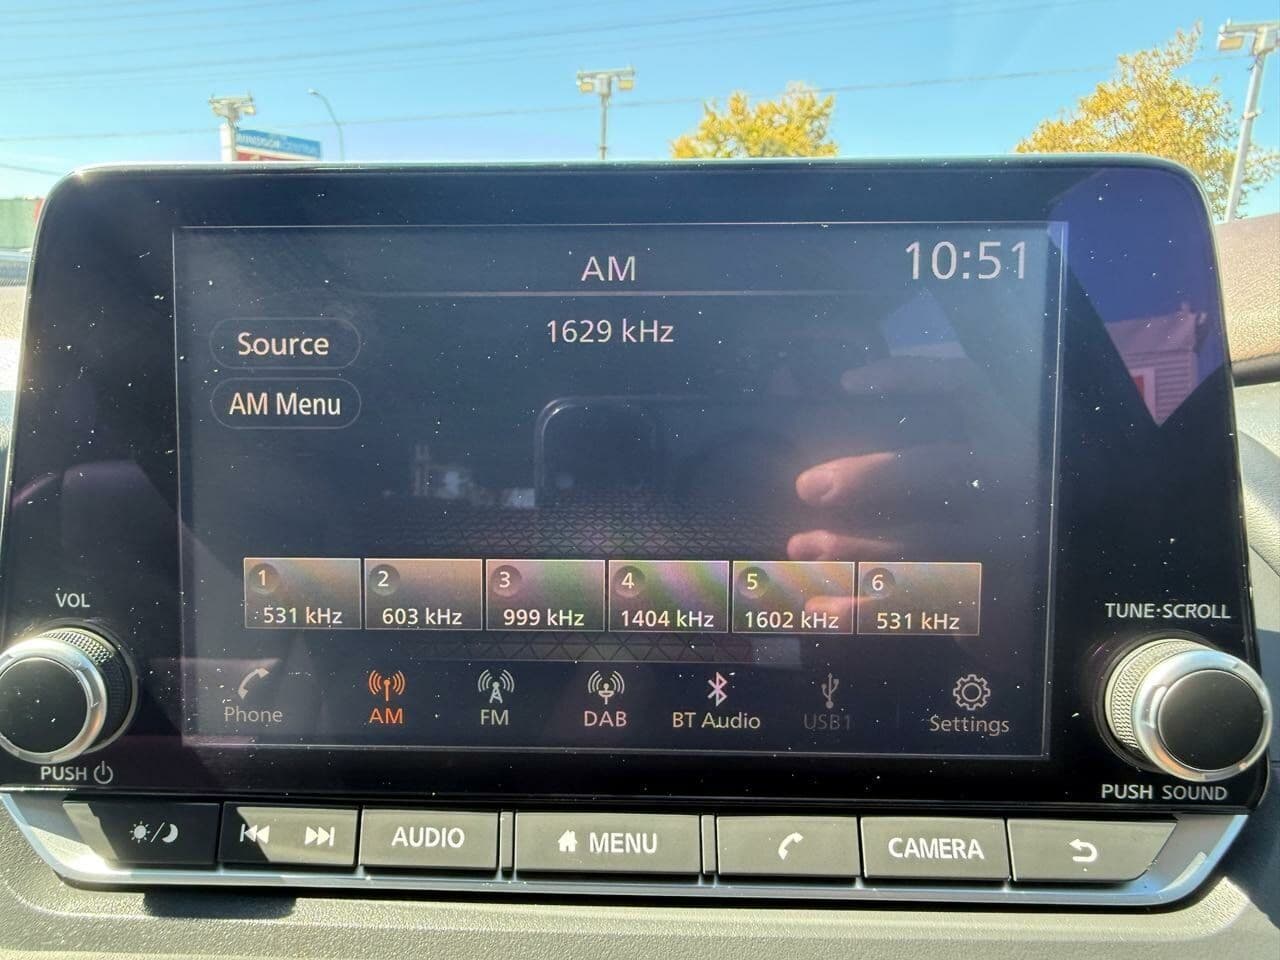 AM
10:51
1629 kHz
Source
AM Menu
1
531 kHz
2
603 kHz
3
999 kHz
4
1404 kHz
5
1602 kHz
6
531 kHz
Phone
AM
FM
DAB
BT Audio
USB1
Settings
VOL
PUSH
TUNE·SCROLL
PUSH SOUND
AUDIO
MENU
CAMERA